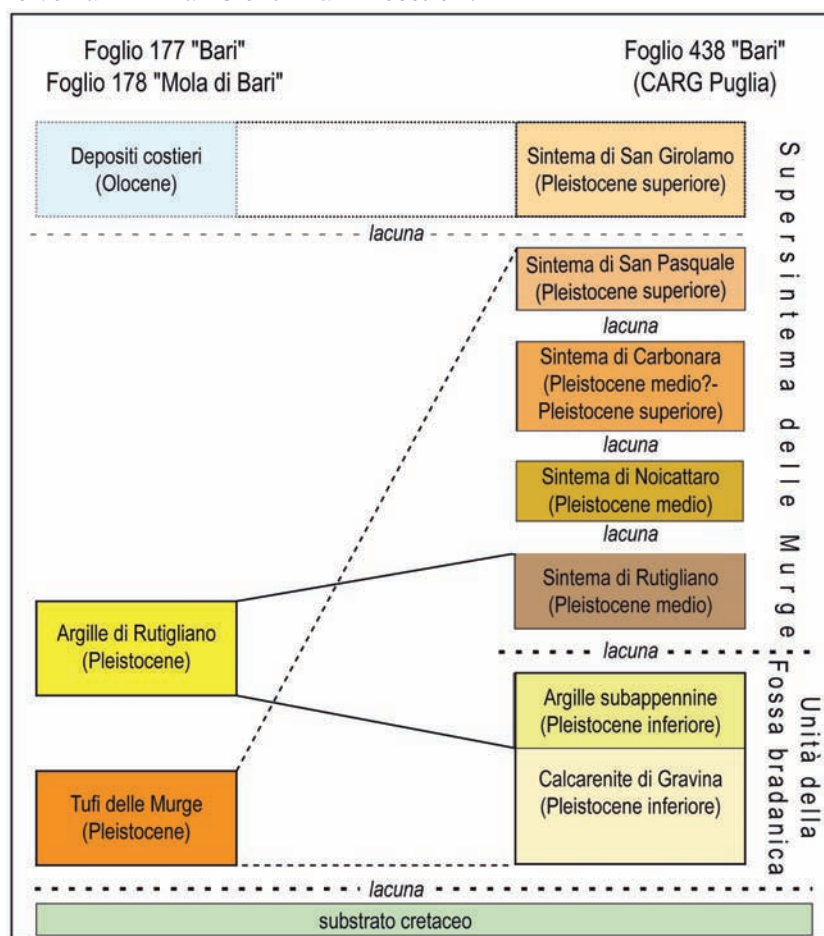 Foglio 177 "Bari"
Foglio 178 "Mola di Bari"
Foglio 438 "Bari"
(CARG Puglia)
Depositi costieri
(Olocene)
Sintema di San Girolamo
(Pleistocene superiore)
lacuna
Sintema di San Pasquale
(Pleistocene superiore)
lacuna
Sintema di Carbonara
(Pleistocene medio?-
Pleistocene superiore)
lacuna
Sintema di Noicattaro
(Pleistocene medio)
lacuna
Sintema di Rutigliano
(Pleistocene medio)
Supersintema delle Murge
Argille di Rutigliano
(Pleistocene)
lacuna
Argille subappennine
(Pleistocene inferiore)
Calcarenite di Gravina
(Pleistocene inferiore)
Unità della
Fossa bradanica
Tufi delle Murge
(Pleistocene)
lacuna
substrato cretaceo